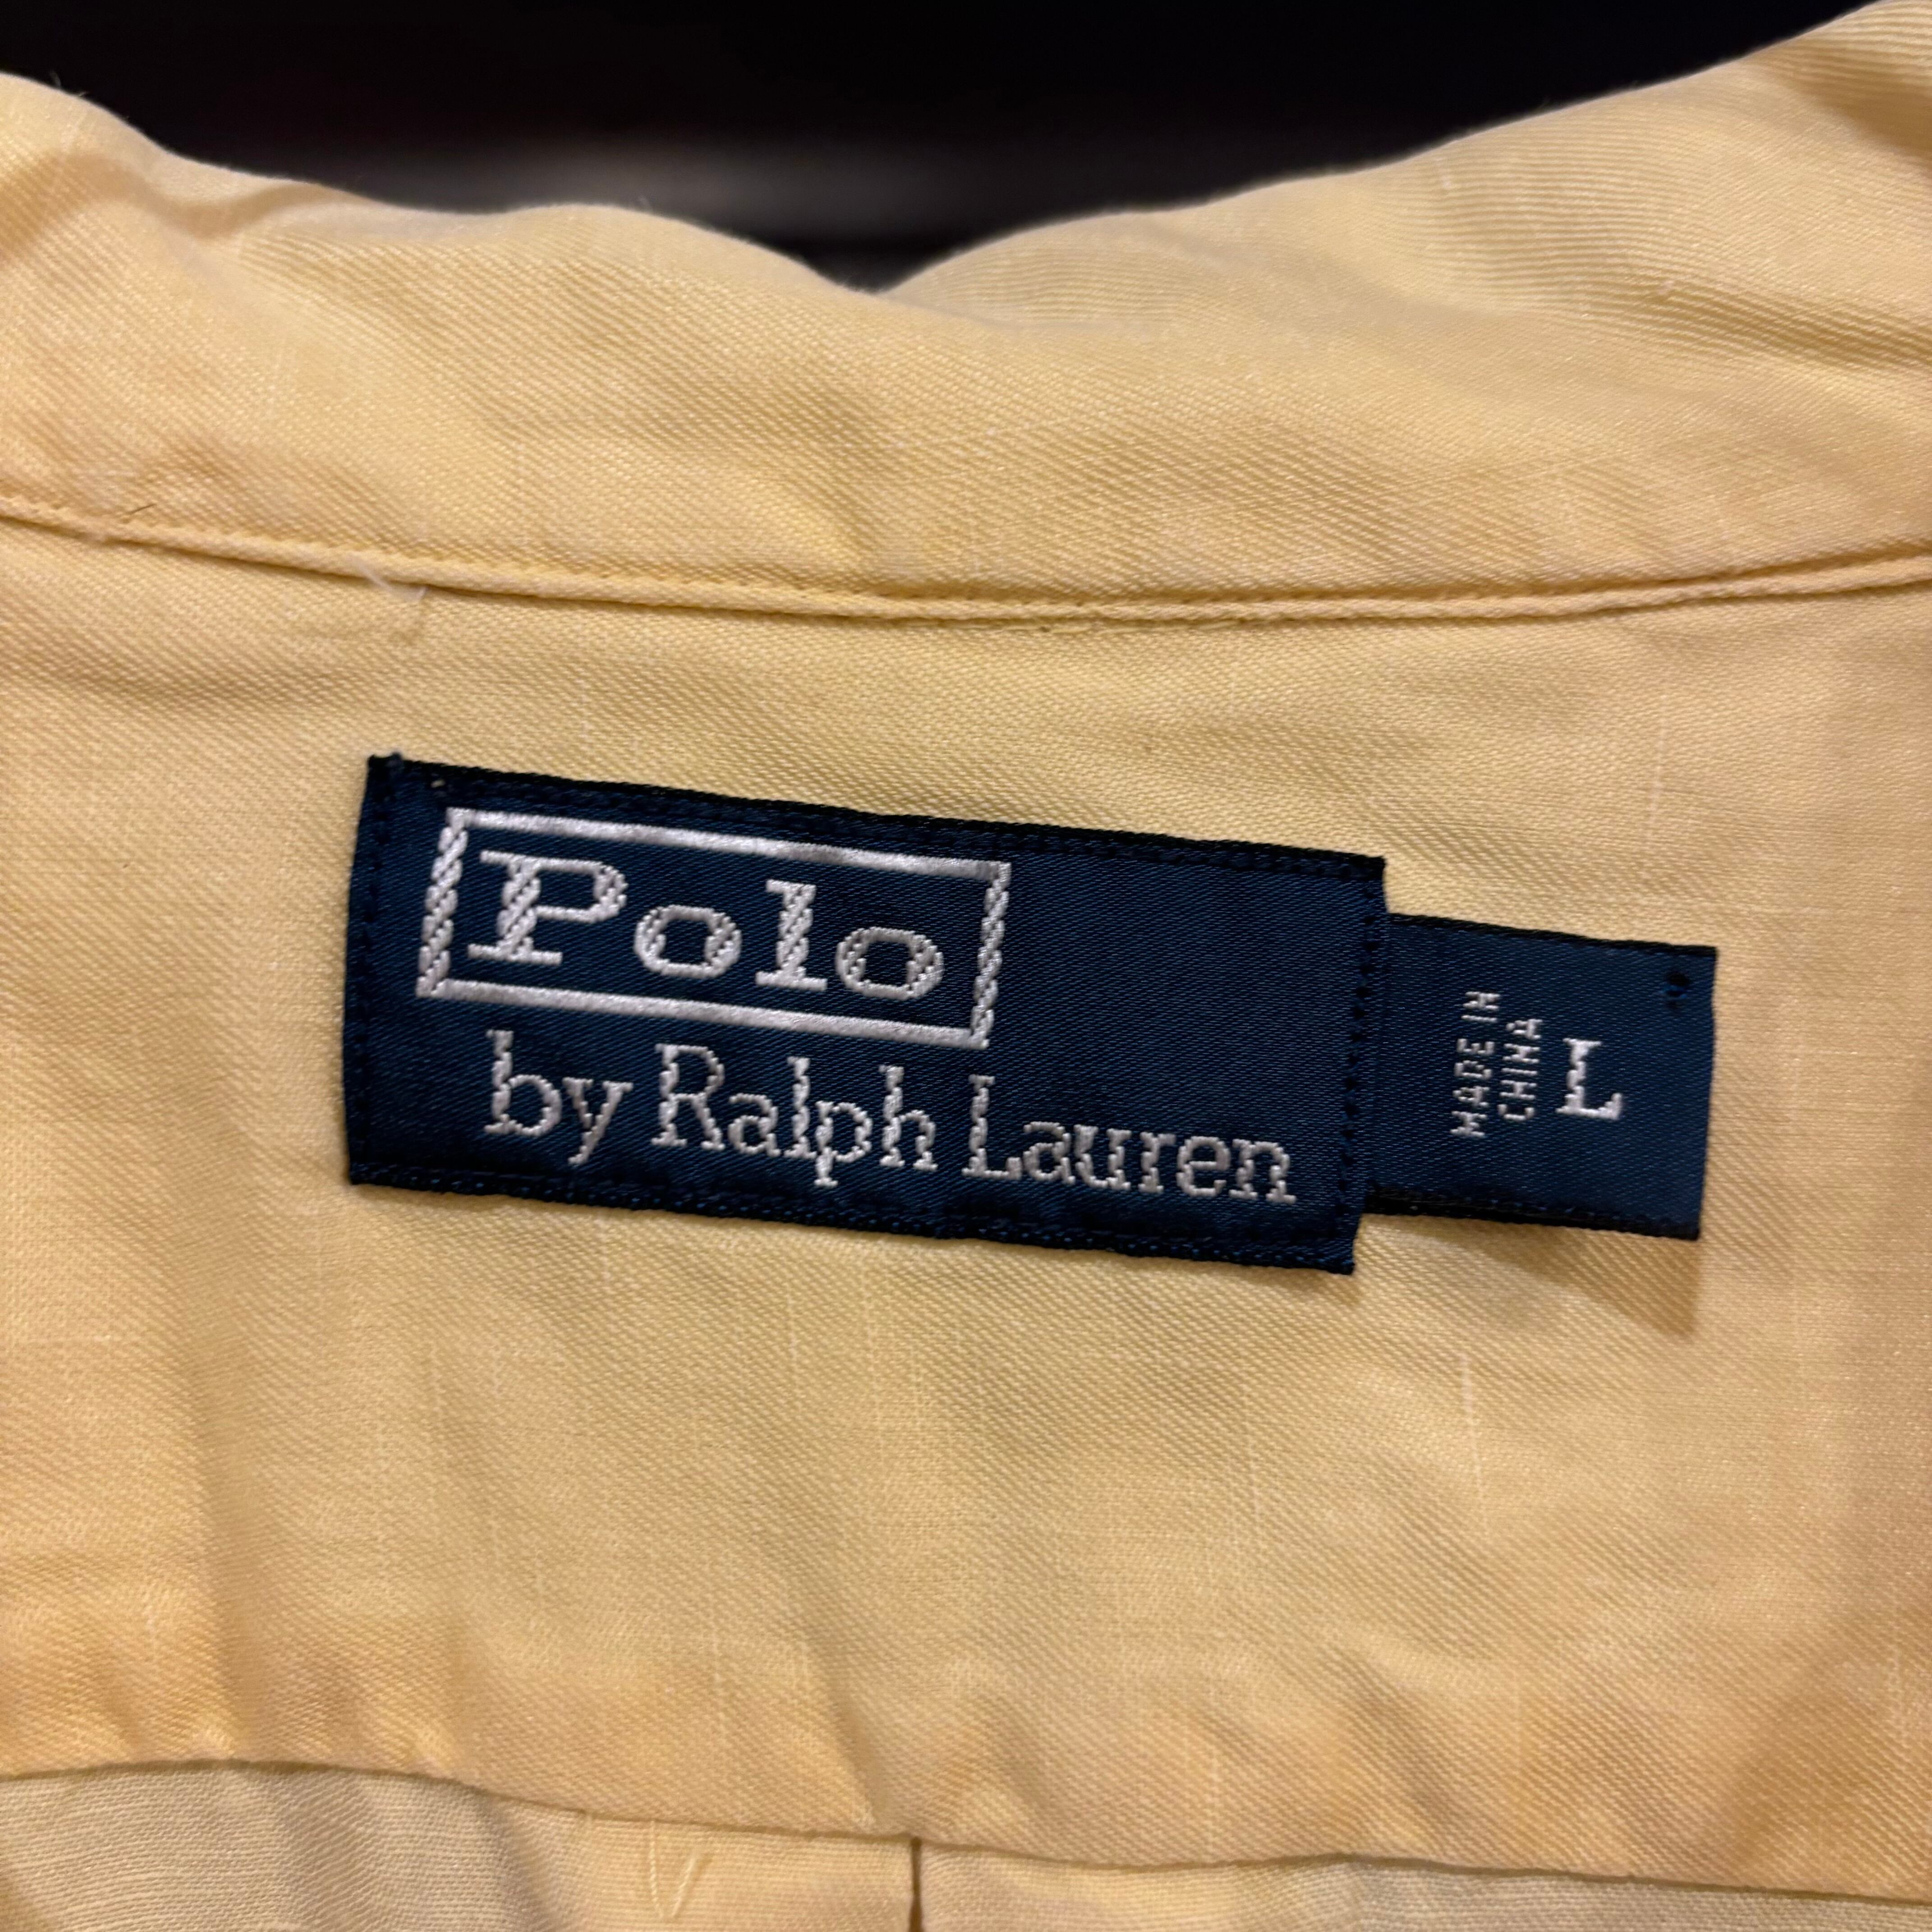 Polo
by Ralph Lauren
MADE IN
CHINA
L